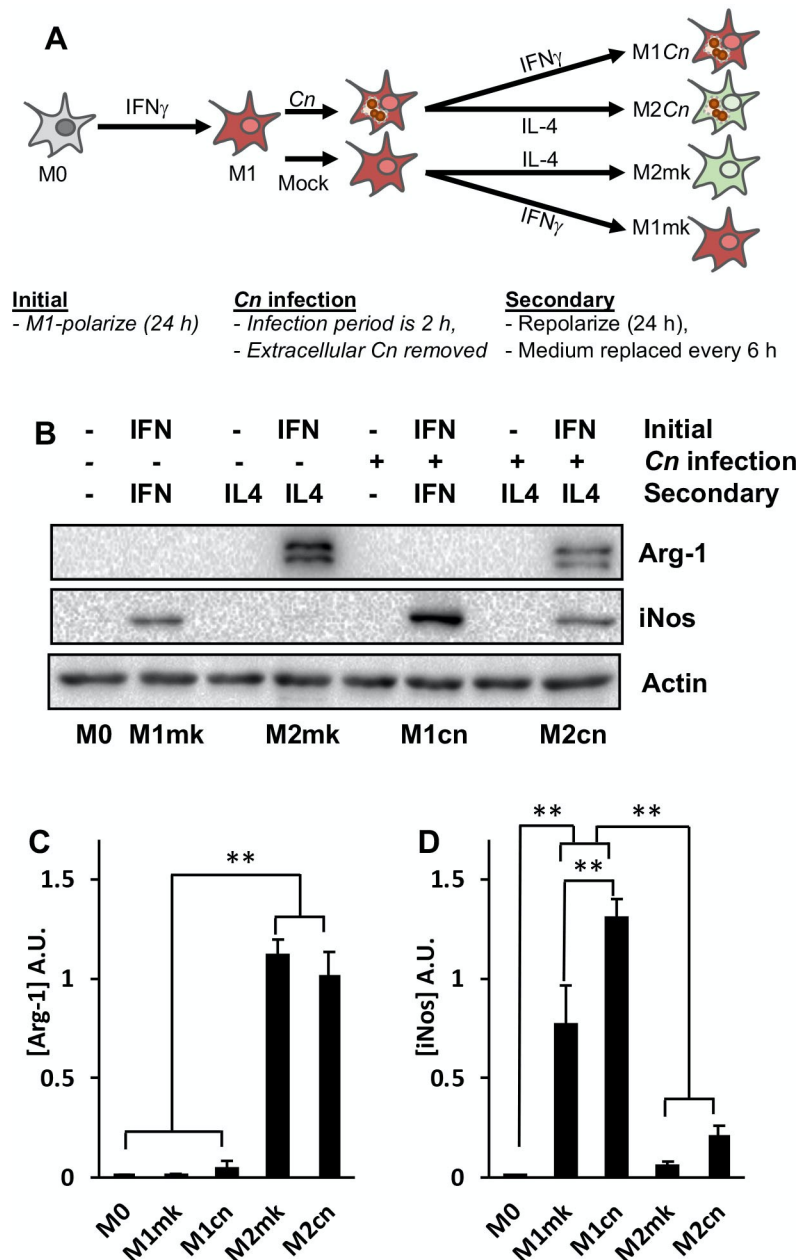 A
M0
IFNγ
M1
Cn
Mock
IFNγ
IL-4
IL-4
IFNγ
M1Cn
M2Cn
M2mk
M1mk
Initial
- M1-polarize (24 h)
Cn infection
- Infection period is 2 h,
- Extracellular Cn removed
Secondary
- Repolarize (24 h),
- Medium replaced every 6 h
B
- IFN - IFN - IFN - IFN Initial
- - - - + + + + Cn infection
- IFN IL4 IL4 - IFN IL4 IL4 Secondary
Arg-1
iNos
Actin
M0 M1mk M2mk M1cn M2cn
C
[Arg-1] A.U.
1.5
1
0.5
0
**
M0 M1mk M1cn M2mk M2cn
D
[iNos] A.U.
1.5
1
0.5
0
** **
**
M0 M1mk M1cn M2mk M2cn